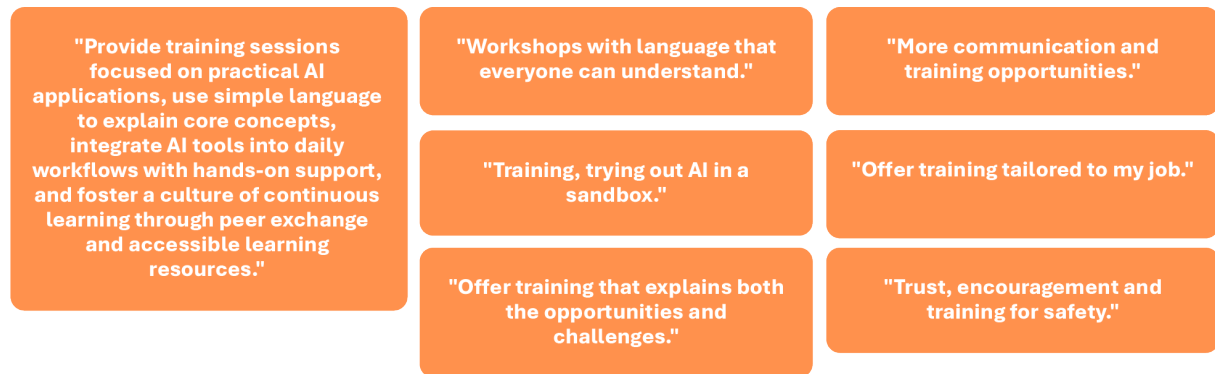 "Provide training sessions
focused on practical AI
applications, use simple language
to explain core concepts,
integrate AI tools into daily
workflows with hands-on support,
and foster a culture of continuous
learning through peer exchange
and accessible learning
resources."
"Workshops with language that
everyone can understand."
"Training, trying out AI in a
sandbox."
"Offer training that explains both
the opportunities and
challenges."
"More communication and
training opportunities."
"Offer training tailored to my job."
"Trust, encouragement and
training for safety."